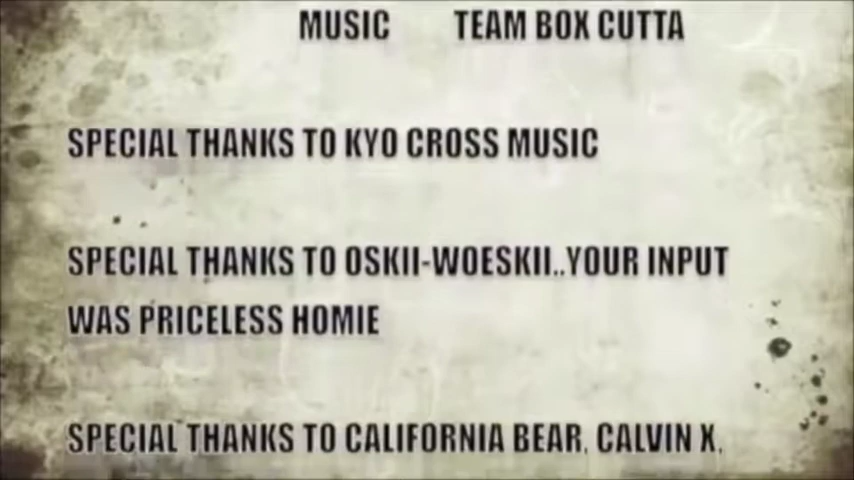 MUSIC TEAM BOX CUTTA
SPECIAL THANKS TO KYO CROSS MUSIC
SPECIAL THANKS TO OSKII-WOESKII..YOUR INPUT
WAS PRICELESS HOMIE
SPECIAL THANKS TO CALIFORNIA BEAR, CALVIN X,